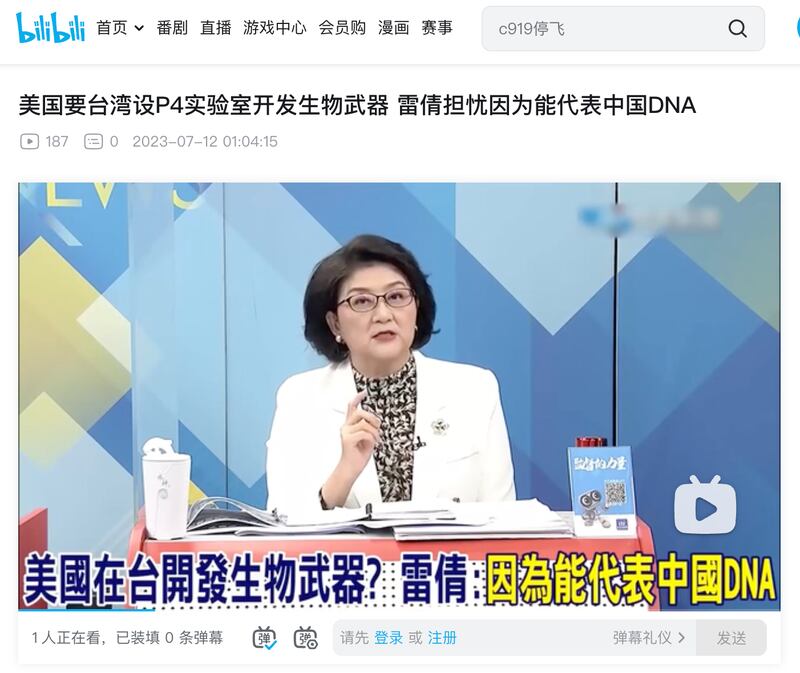 bilibili 首页 番剧 直播 游戏中心 会员购 漫画 赛事 c919停飞
美国要台湾设P4实验室开发生物武器 雷倩担忧因为能代表中国DNA
187 0 2023-07-12 01:04:15
美國在台開發生物武器? 雷倩:因為能代表中國DNA
1人正在看，已装填 0 条弹幕 弹 弹 请先 登录 或 注册 弹幕礼仪 发送